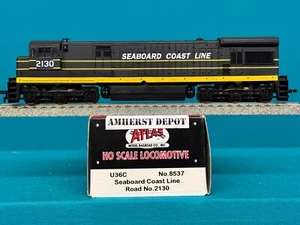 2130
SEABOARD COAST LINE
AMHERST DEPOT
ATLAS
MODEL RAILROAD CO., INC.
HO SCALE LOCOMOTIVE
U36C No.8537
Seaboard Coast Line
Road No.2130